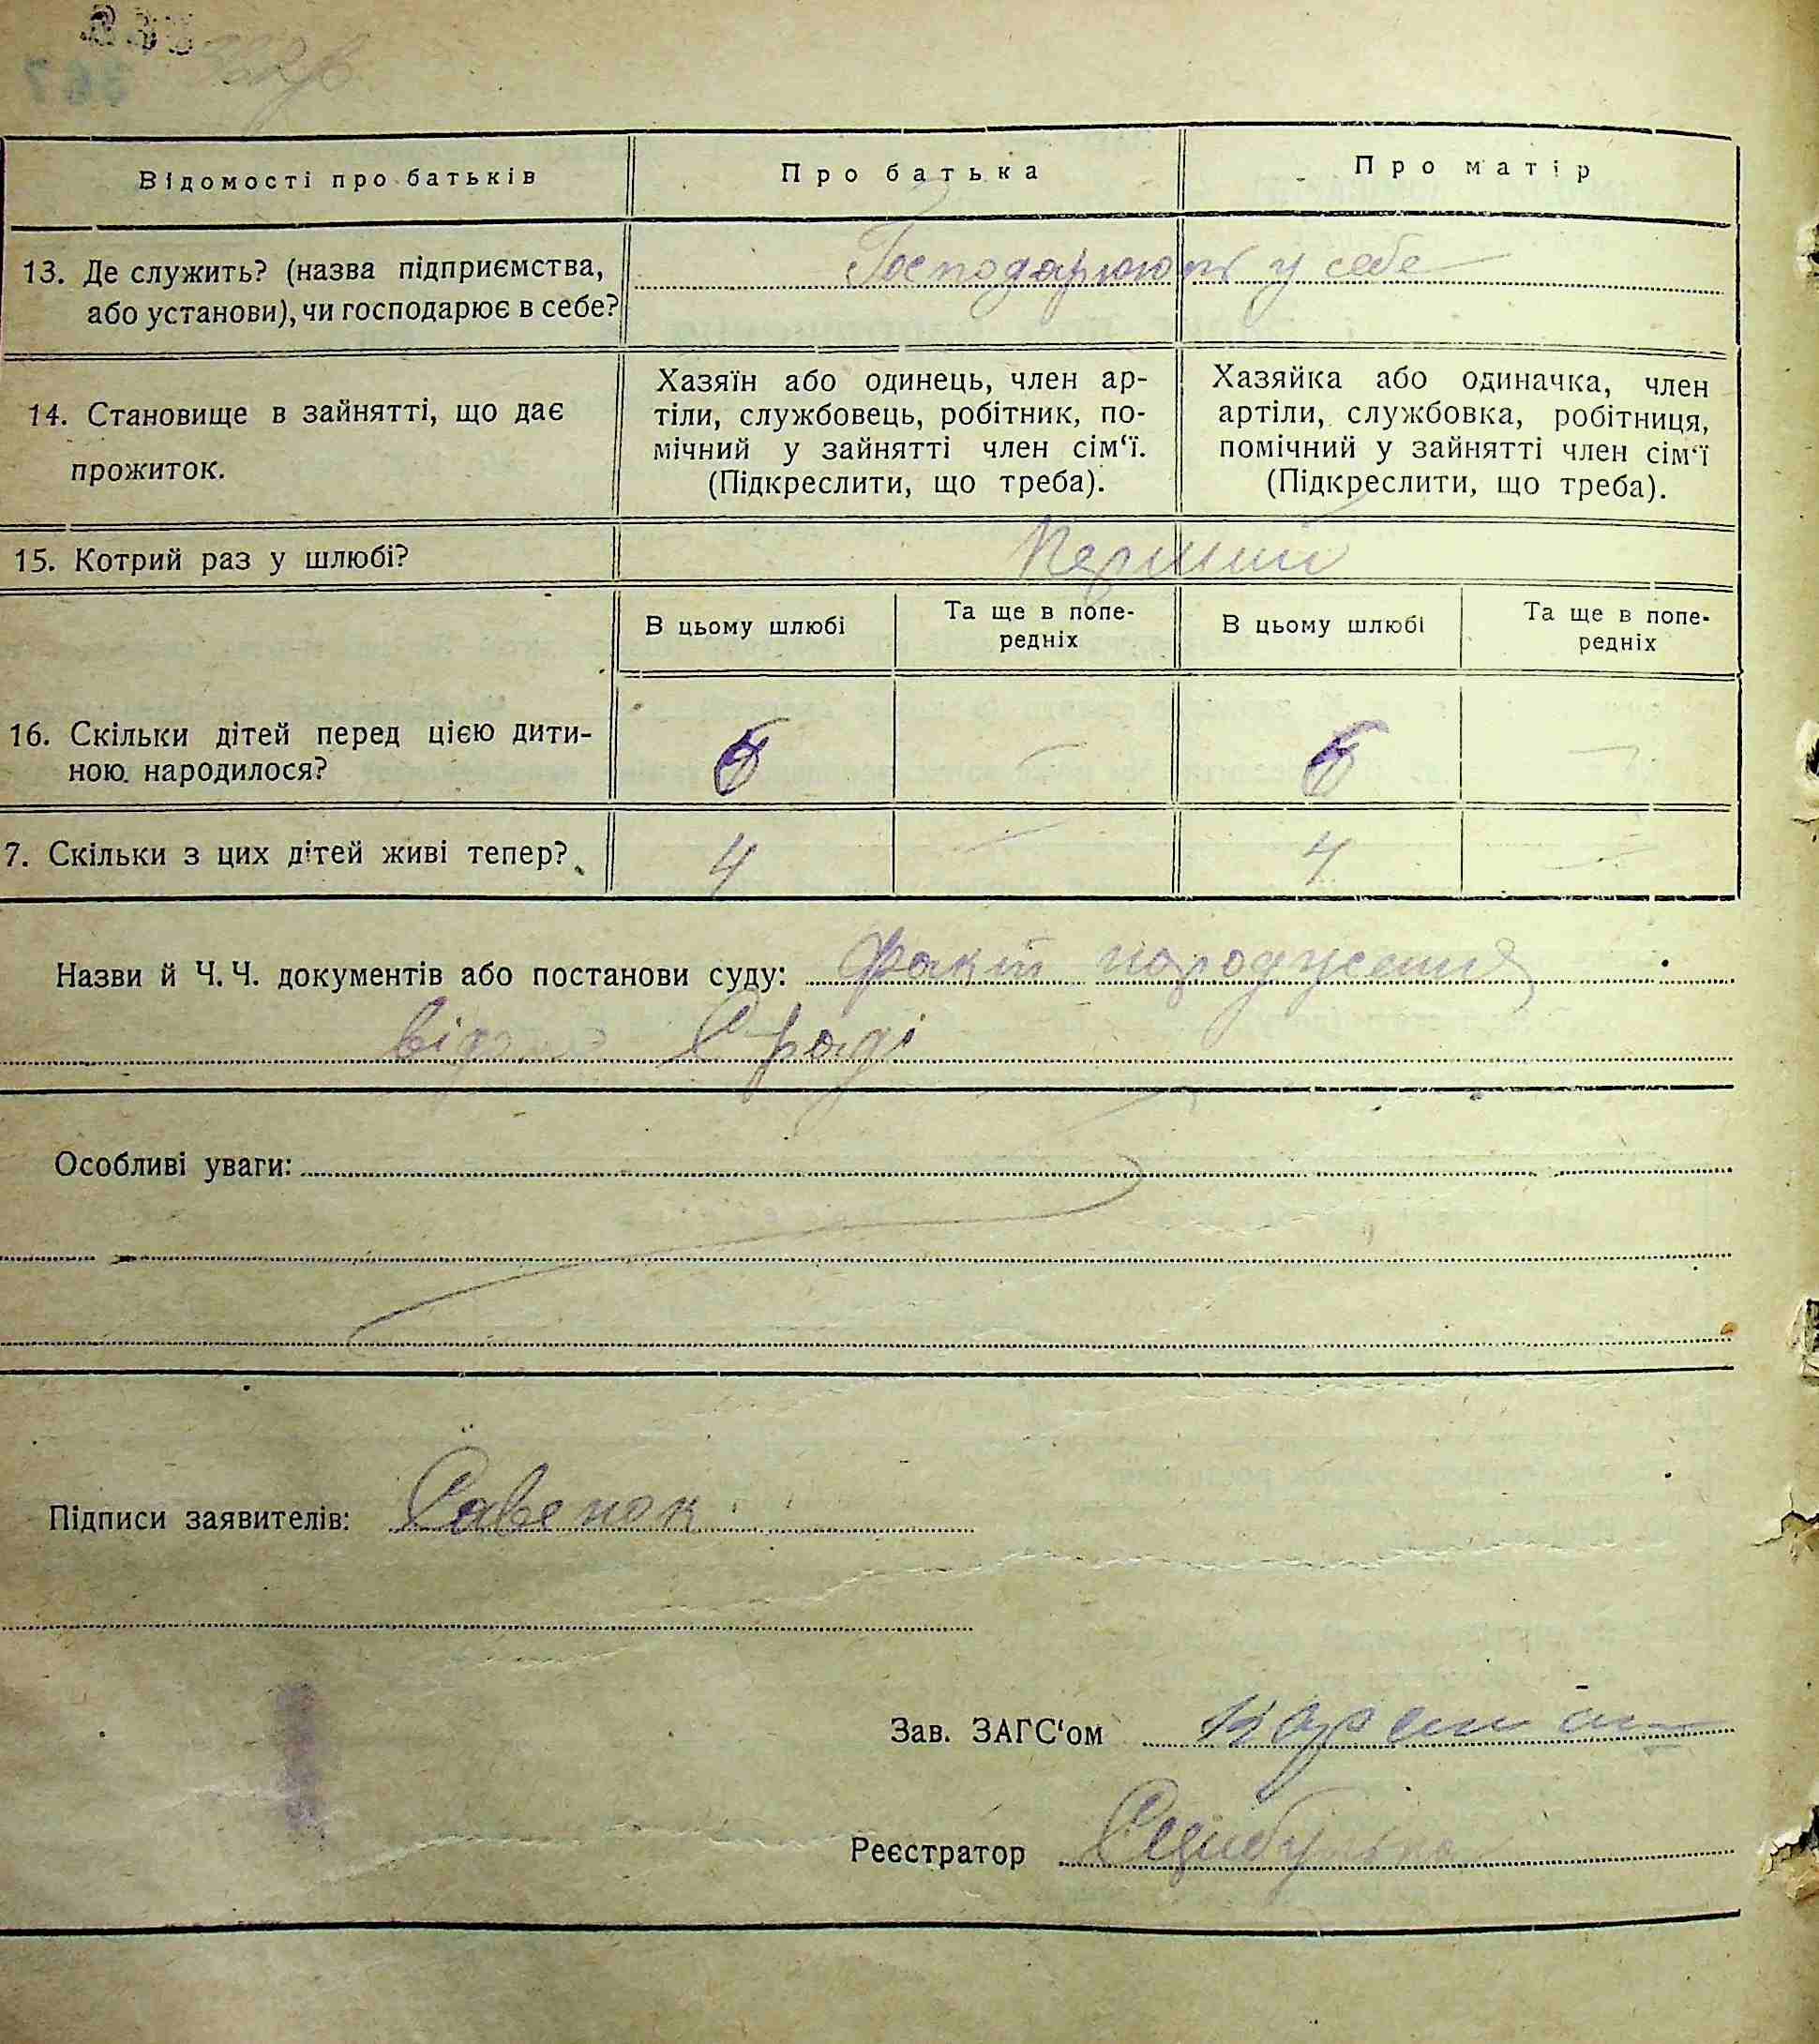 Відомості про батьків
Про батька
Про матір
13. Де служить? (назва підприємства,
або установи), чи господарює в себе?
Господарюють у себе
14. Становище в зайнятті, що дає
прожиток.
Хазяїн або одинець, член ар-
тіли, службовець, робітник, по-
мічний у зайнятті член сім‘ї.
(Підкреслити, що треба).
Хазяйка або одиначка, член
артіли, службовка, робітниця,
помічний у зайнятті член сім‘ї
(Підкреслити, що треба).
15. Котрий раз у шлюбі?
Перший
В цьому шлюбі
Та ще в попе-
редніх
В цьому шлюбі
Та ще в попе-
редніх
16. Скільки дітей перед цією дити-
ною народилося?
7. Скільки з цих дітей живі тепер?
4
4
Назви й Ч. Ч. документів або постанови суду: Факт народження
раді
Особливі уваги:
Підписи заявителів: Савенок
Зав. ЗАГС‘ом
Реєстратор